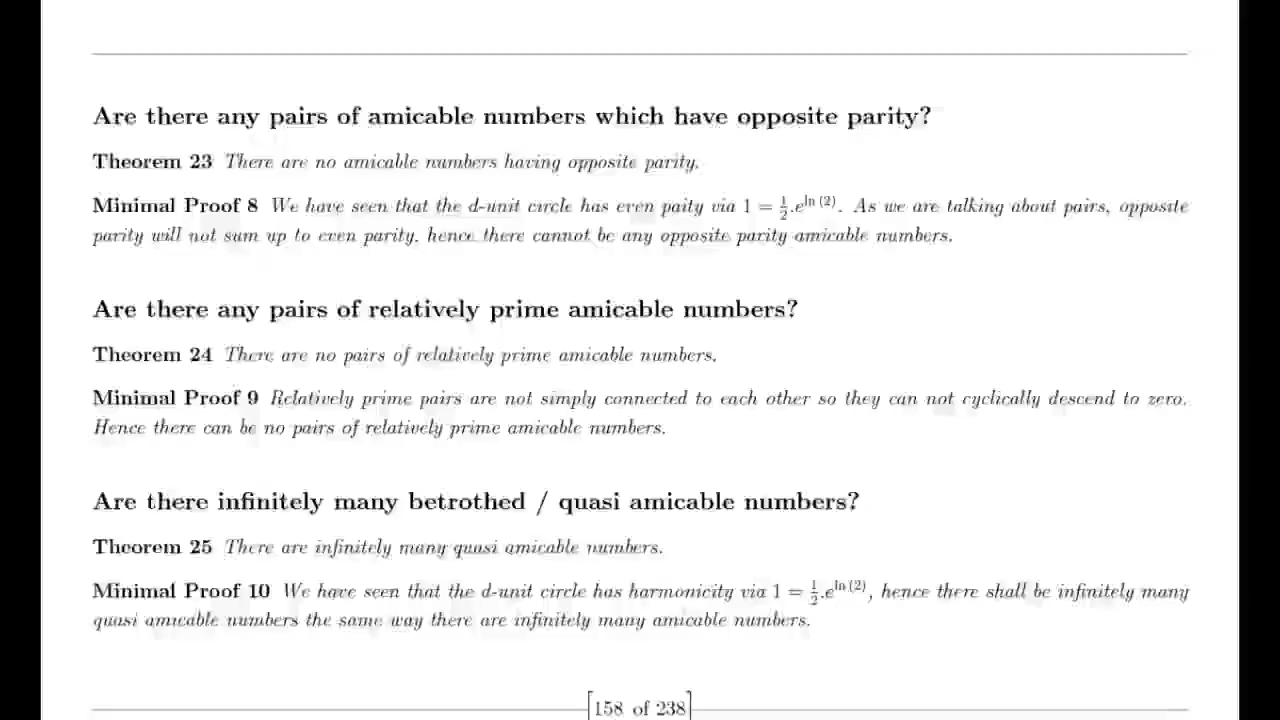 Are there any pairs of amicable numbers which have opposite parity?
Theorem 23 There are no amicable numbers having opposite parity.
Minimal Proof 8 We have seen that the d-unit circle has even paity via 1 = ½.e^ln (2). As we are talking about pairs, opposite
parity will not sum up to even parity. hence there cannot be any opposite parity amicable numbers.
Are there any pairs of relatively prime amicable numbers?
Theorem 24 There are no pairs of relatively prime amicable numbers.
Minimal Proof 9 Relatively prime pairs are not simply connected to each other so they can not cyclically descend to zero.
Hence there can be no pairs of relatively prime amicable numbers.
Are there infinitely many betrothed / quasi amicable numbers?
Theorem 25 There are infinitely many quasi amicable numbers.
Minimal Proof 10 We have seen that the d-unit circle has harmonicity via 1 = ½.e^ln (2), hence there shall be infinitely many
quasi amicable numbers the same way there are infinitely many amicable numbers.
[158 of 238]